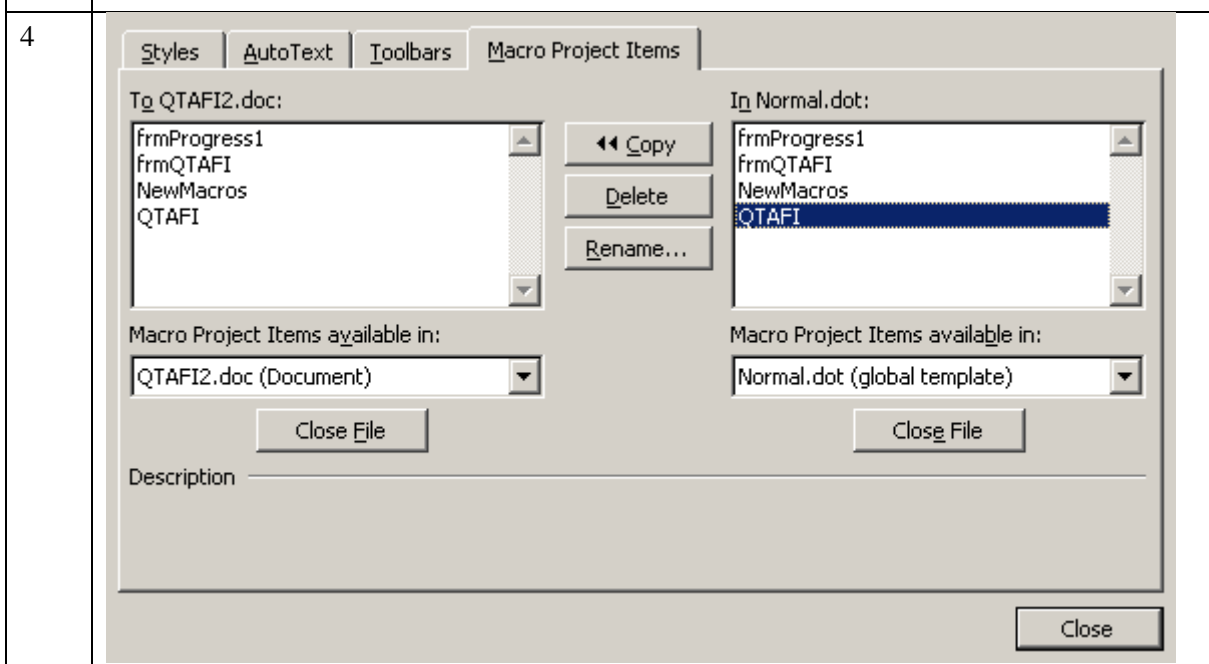 4
Styles AutoText Toolbars Macro Project Items
To QTAFI2.doc: In Normal.dot:
frmProgress1
frmQTAFI
NewMacros
QTAFI
Copy
Delete
Rename...
frmProgress1
frmQTAFI
NewMacros
QTAFI
Macro Project Items available in: Macro Project Items available in:
QTAFI2.doc (Document) Normal.dot (global template)
Close File Close File
Description
Close